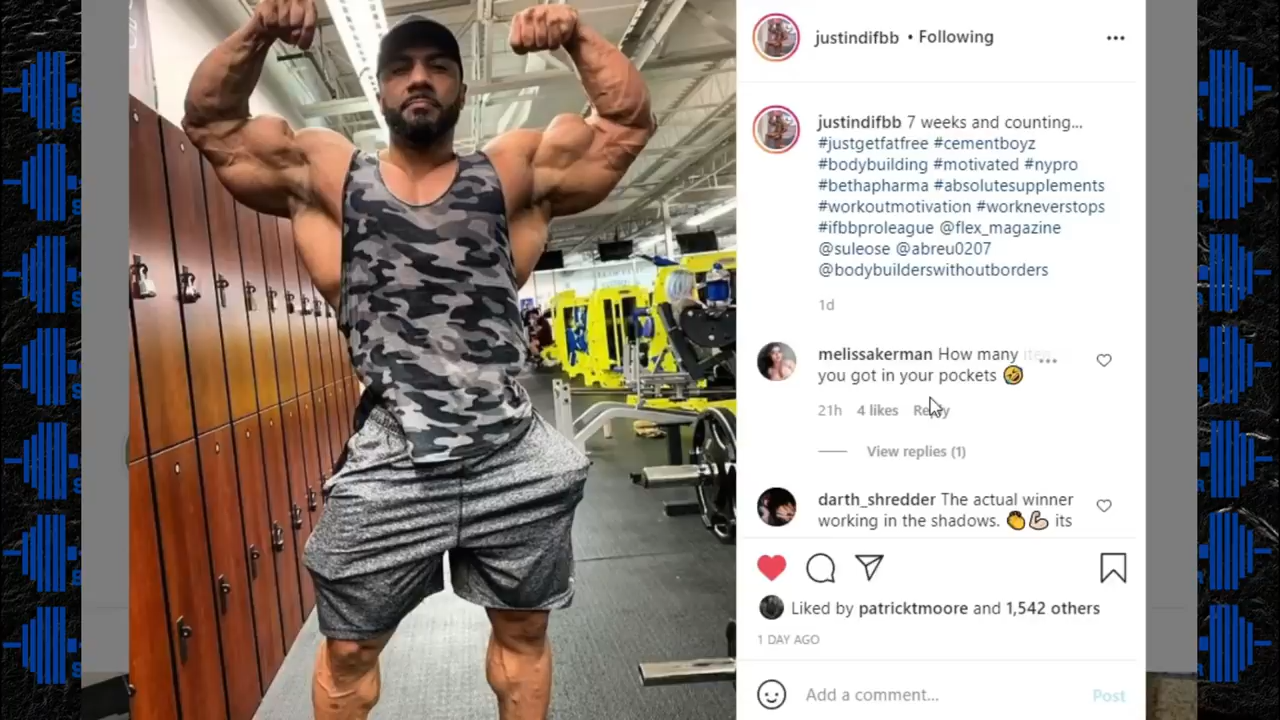 justindifbb • Following
justindifbb 7 weeks and counting...
#justgetfatfree #cementboyz
#bodybuilding #motivated #nypro
#bethapharma #absolutesupplements
#workoutmotivation #workneverstops
#ifbbproleague @flex_magazine
@suleose @abreu0207
@bodybuilderswithoutborders
1d
melissakerman How many
you got in your pockets 🤣
21h 4 likes Reply
View replies (1)
darth_shredder The actual winner
working in the shadows. 👏💪 its
Liked by patricktmoore and 1,542 others
1 DAY AGO
Add a comment... Post